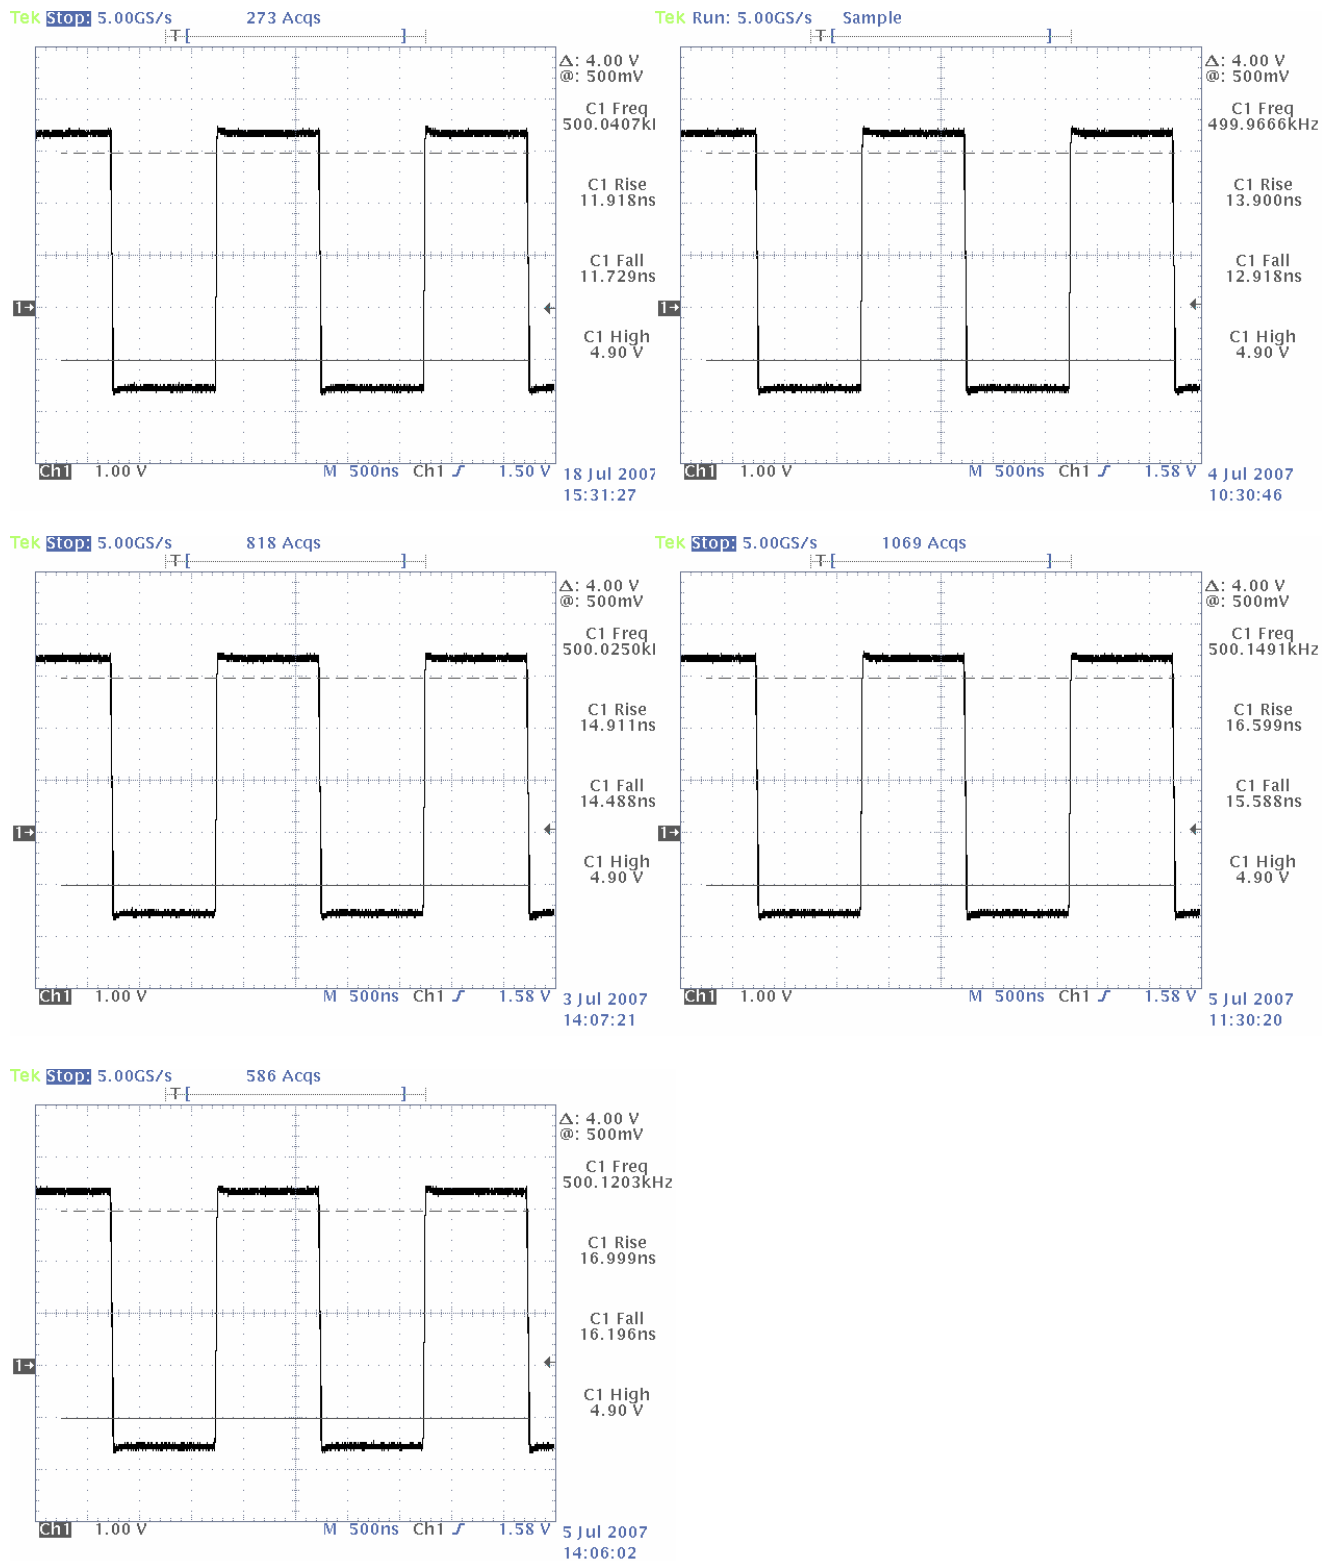 Tek Stop: 5.00GS/s 273 Acqs
T
Δ: 4.00 V
@: 500mV
C1 Freq
500.0407kI
C1 Rise
11.918ns
C1 Fall
11.729ns
C1 High
4.90 V
1→
Ch1 1.00 V M 500ns Ch1 1.50 V
18 Jul 2007
15:31:27
Tek Run: 5.00GS/s Sample
T
Δ: 4.00 V
@: 500mV
C1 Freq
499.9666kHz
C1 Rise
13.900ns
C1 Fall
12.918ns
C1 High
4.90 V
1→
Ch1 1.00 V M 500ns Ch1 1.58 V
4 Jul 2007
10:30:46
Tek Stop: 5.00GS/s 818 Acqs
T
Δ: 4.00 V
@: 500mV
C1 Freq
500.0250kI
C1 Rise
14.911ns
C1 Fall
14.488ns
C1 High
4.90 V
1→
Ch1 1.00 V M 500ns Ch1 1.58 V
3 Jul 2007
14:07:21
Tek Stop: 5.00GS/s 1069 Acqs
T
Δ: 4.00 V
@: 500mV
C1 Freq
500.1491kHz
C1 Rise
16.599ns
C1 Fall
15.588ns
C1 High
4.90 V
1→
Ch1 1.00 V M 500ns Ch1 1.58 V
5 Jul 2007
11:30:20
Tek Stop: 5.00GS/s 586 Acqs
T
Δ: 4.00 V
@: 500mV
C1 Freq
500.1203kHz
C1 Rise
16.999ns
C1 Fall
16.196ns
C1 High
4.90 V
1→
Ch1 1.00 V M 500ns Ch1 1.58 V
5 Jul 2007
14:06:02